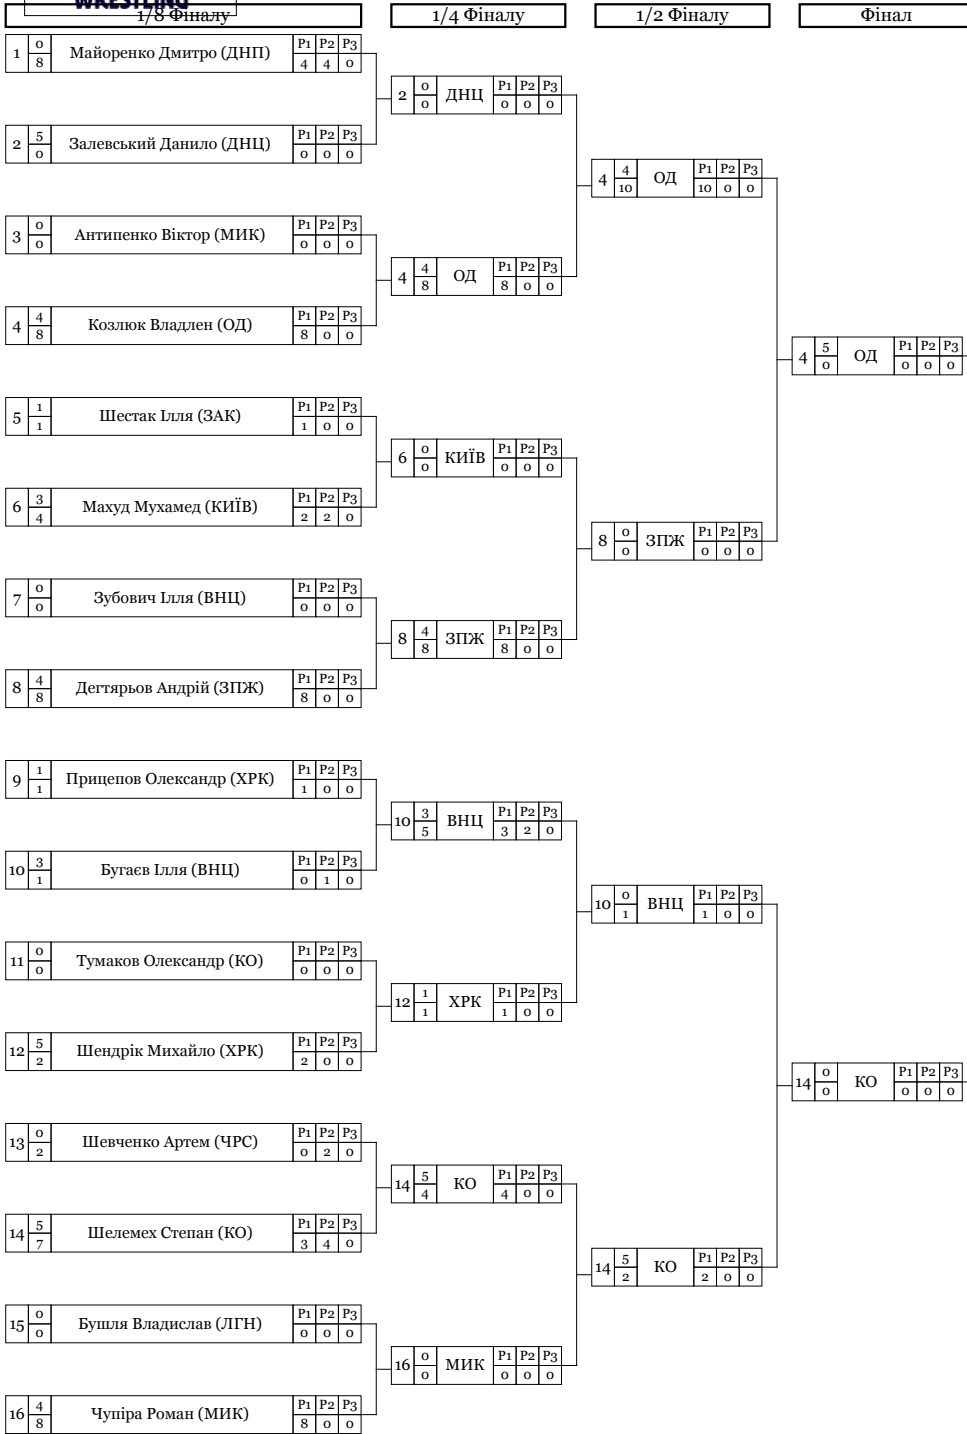 WRESTLING
1/8 Фіналу 1/4 Фіналу 1/2 Фіналу Фінал
1 0 8 Майоренко Дмитро (ДНП) P1 P2 P3 4 4 0
2 0 0 ДНЦ P1 P2 P3 0 0 0
2 5 0 Залевський Данило (ДНЦ) P1 P2 P3 0 0 0
4 4 10 ОД P1 P2 P3 10 0 0
3 0 0 Антипенко Віктор (МИК) P1 P2 P3 0 0 0
4 4 8 ОД P1 P2 P3 8 0 0
4 4 8 Козлюк Владлен (ОД) P1 P2 P3 8 0 0
4 5 0 ОД P1 P2 P3 0 0 0
5 1 1 Шестак Ілля (ЗАК) P1 P2 P3 1 0 0
6 0 0 КИЇВ P1 P2 P3 0 0 0
6 3 4 Махуд Мухамед (КИЇВ) P1 P2 P3 2 2 0
8 0 0 ЗПЖ P1 P2 P3 0 0 0
7 0 0 Зубович Ілля (ВНЦ) P1 P2 P3 0 0 0
8 4 8 ЗПЖ P1 P2 P3 8 0 0
8 4 8 Дегтярьов Андрій (ЗПЖ) P1 P2 P3 8 0 0
9 1 1 Прицепов Олександр (ХРК) P1 P2 P3 1 0 0
10 3 5 ВНЦ P1 P2 P3 3 2 0
10 3 1 Бугаєв Ілля (ВНЦ) P1 P2 P3 0 1 0
10 0 1 ВНЦ P1 P2 P3 1 0 0
11 0 0 Тумаков Олександр (КО) P1 P2 P3 0 0 0
12 1 1 ХРК P1 P2 P3 1 0 0
12 5 2 Шендрік Михайло (ХРК) P1 P2 P3 2 0 0
14 0 0 КО P1 P2 P3 0 0 0
13 0 2 Шевченко Артем (ЧРС) P1 P2 P3 0 2 0
14 5 4 КО P1 P2 P3 4 0 0
14 5 7 Шелемех Степан (КО) P1 P2 P3 3 4 0
14 5 2 КО P1 P2 P3 2 0 0
15 0 0 Бушля Владислав (ЛГН) P1 P2 P3 0 0 0
16 0 0 МИК P1 P2 P3 0 0 0
16 4 8 Чупіра Роман (МИК) P1 P2 P3 8 0 0